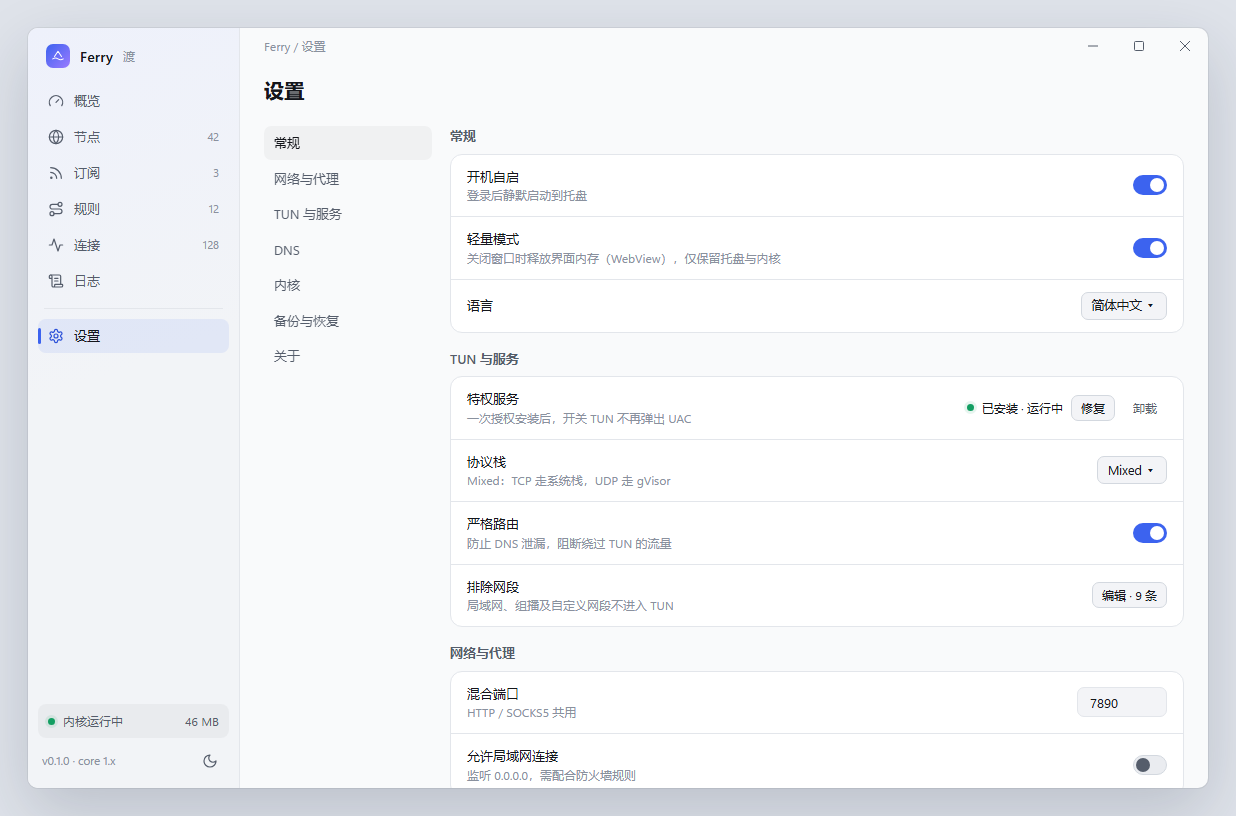 Ferry 渡
概览
节点 42
订阅 3
规则 12
连接 128
日志
设置
内核运行中 46 MB
v0.1.0 · core 1.x
Ferry / 设置
设置
常规
网络与代理
TUN 与服务
DNS
内核
备份与恢复
关于
常规
开机自启
登录后静默启动到托盘
轻量模式
关闭窗口时释放界面内存（WebView），仅保留托盘与内核
语言
简体中文
TUN 与服务
特权服务
一次授权安装后，开关 TUN 不再弹出 UAC
已安装 · 运行中 修复 卸载
协议栈
Mixed：TCP 走系统栈，UDP 走 gVisor
Mixed
严格路由
防止 DNS 泄漏，阻断绕过 TUN 的流量
排除网段
局域网、组播及自定义网段不进入 TUN
编辑 · 9 条
网络与代理
混合端口
HTTP / SOCKS5 共用
7890
允许局域网连接
监听 0.0.0.0，需配合防火墙规则